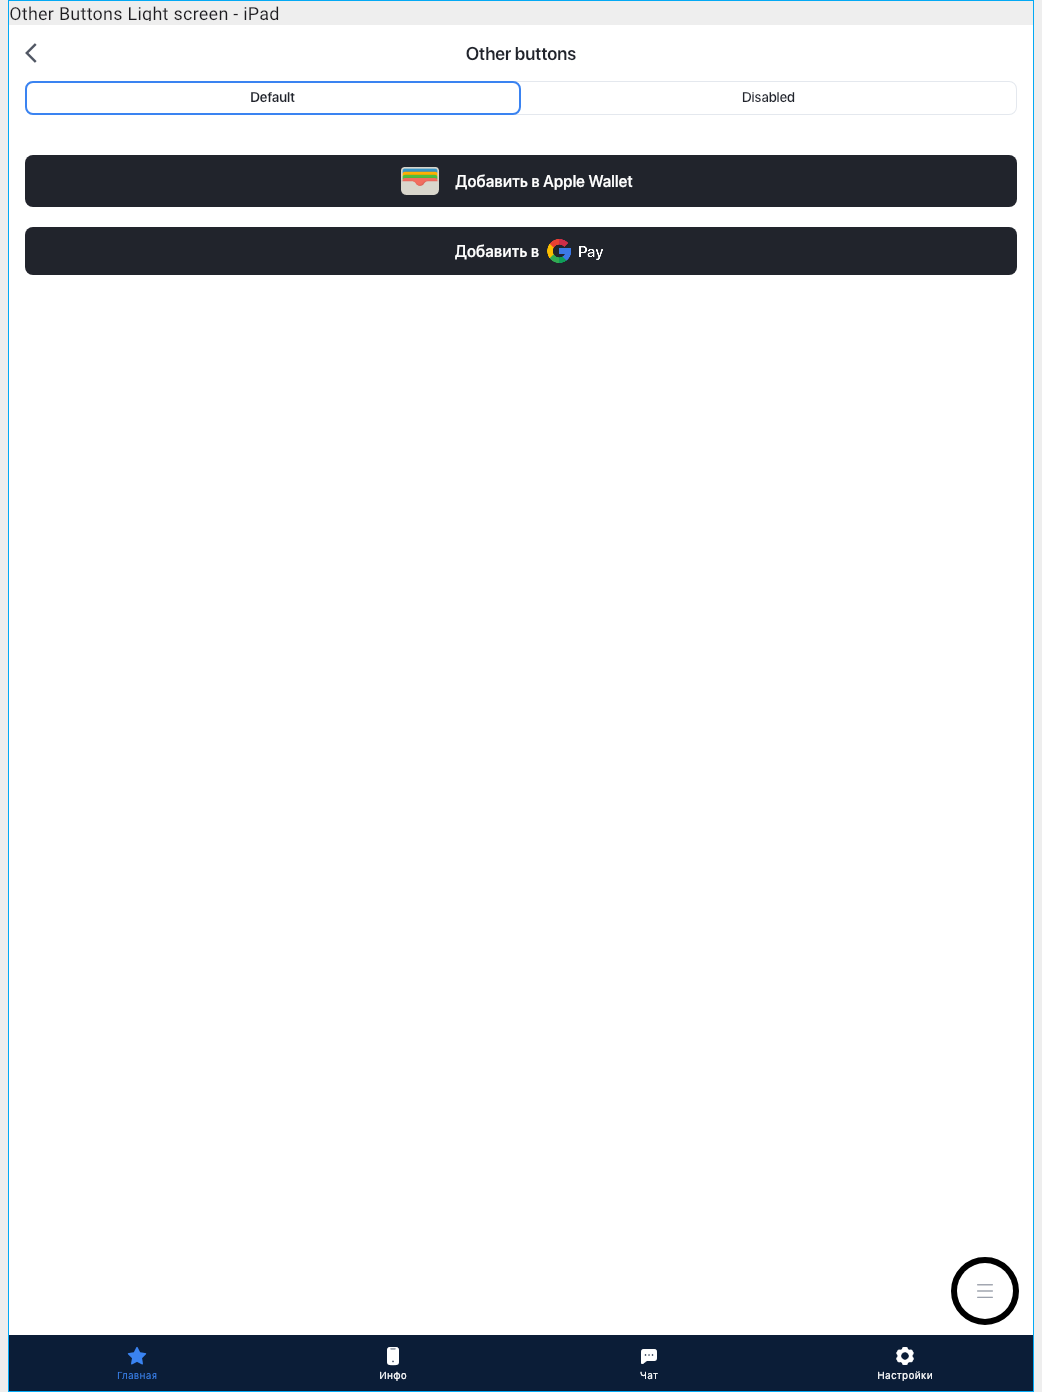 Other Buttons Light screen - iPad
Other buttons
Default
Disabled
Добавить в Apple Wallet
Добавить в G Pay
Главная
Инфо
Чат
Настройки